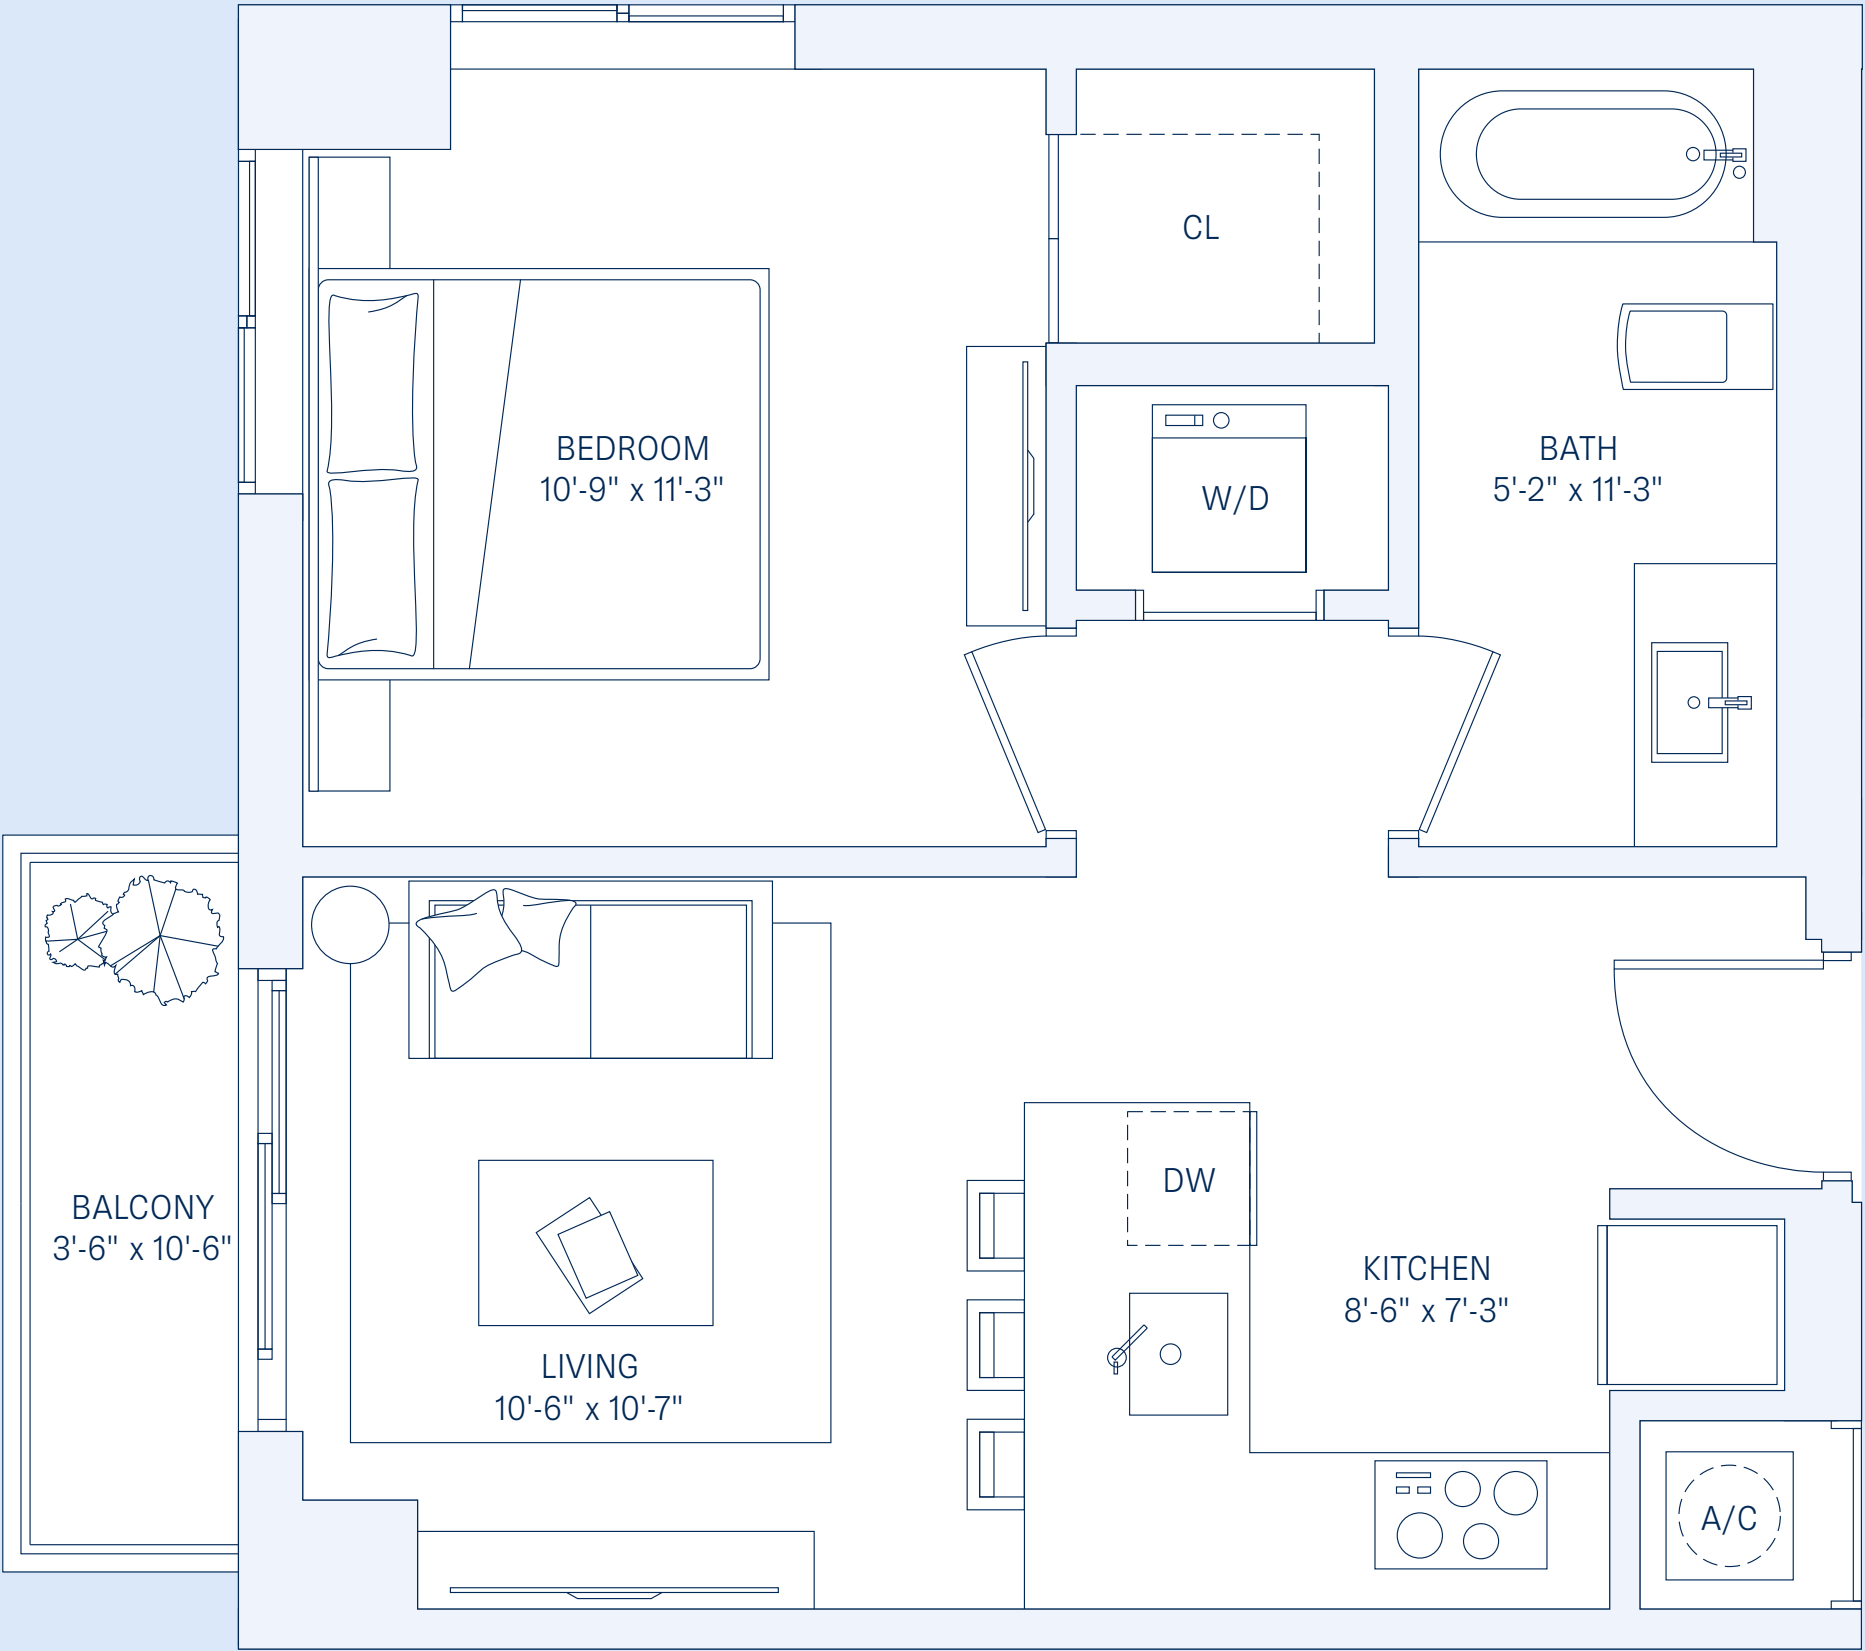 CL
BEDROOM
10'-9" x 11'-3"
W/D
BATH
5'-2" x 11'-3"
BALCONY
3'-6" x 10'-6"
LIVING
10'-6" x 10'-7"
DW
KITCHEN
8'-6" x 7'-3"
A/C